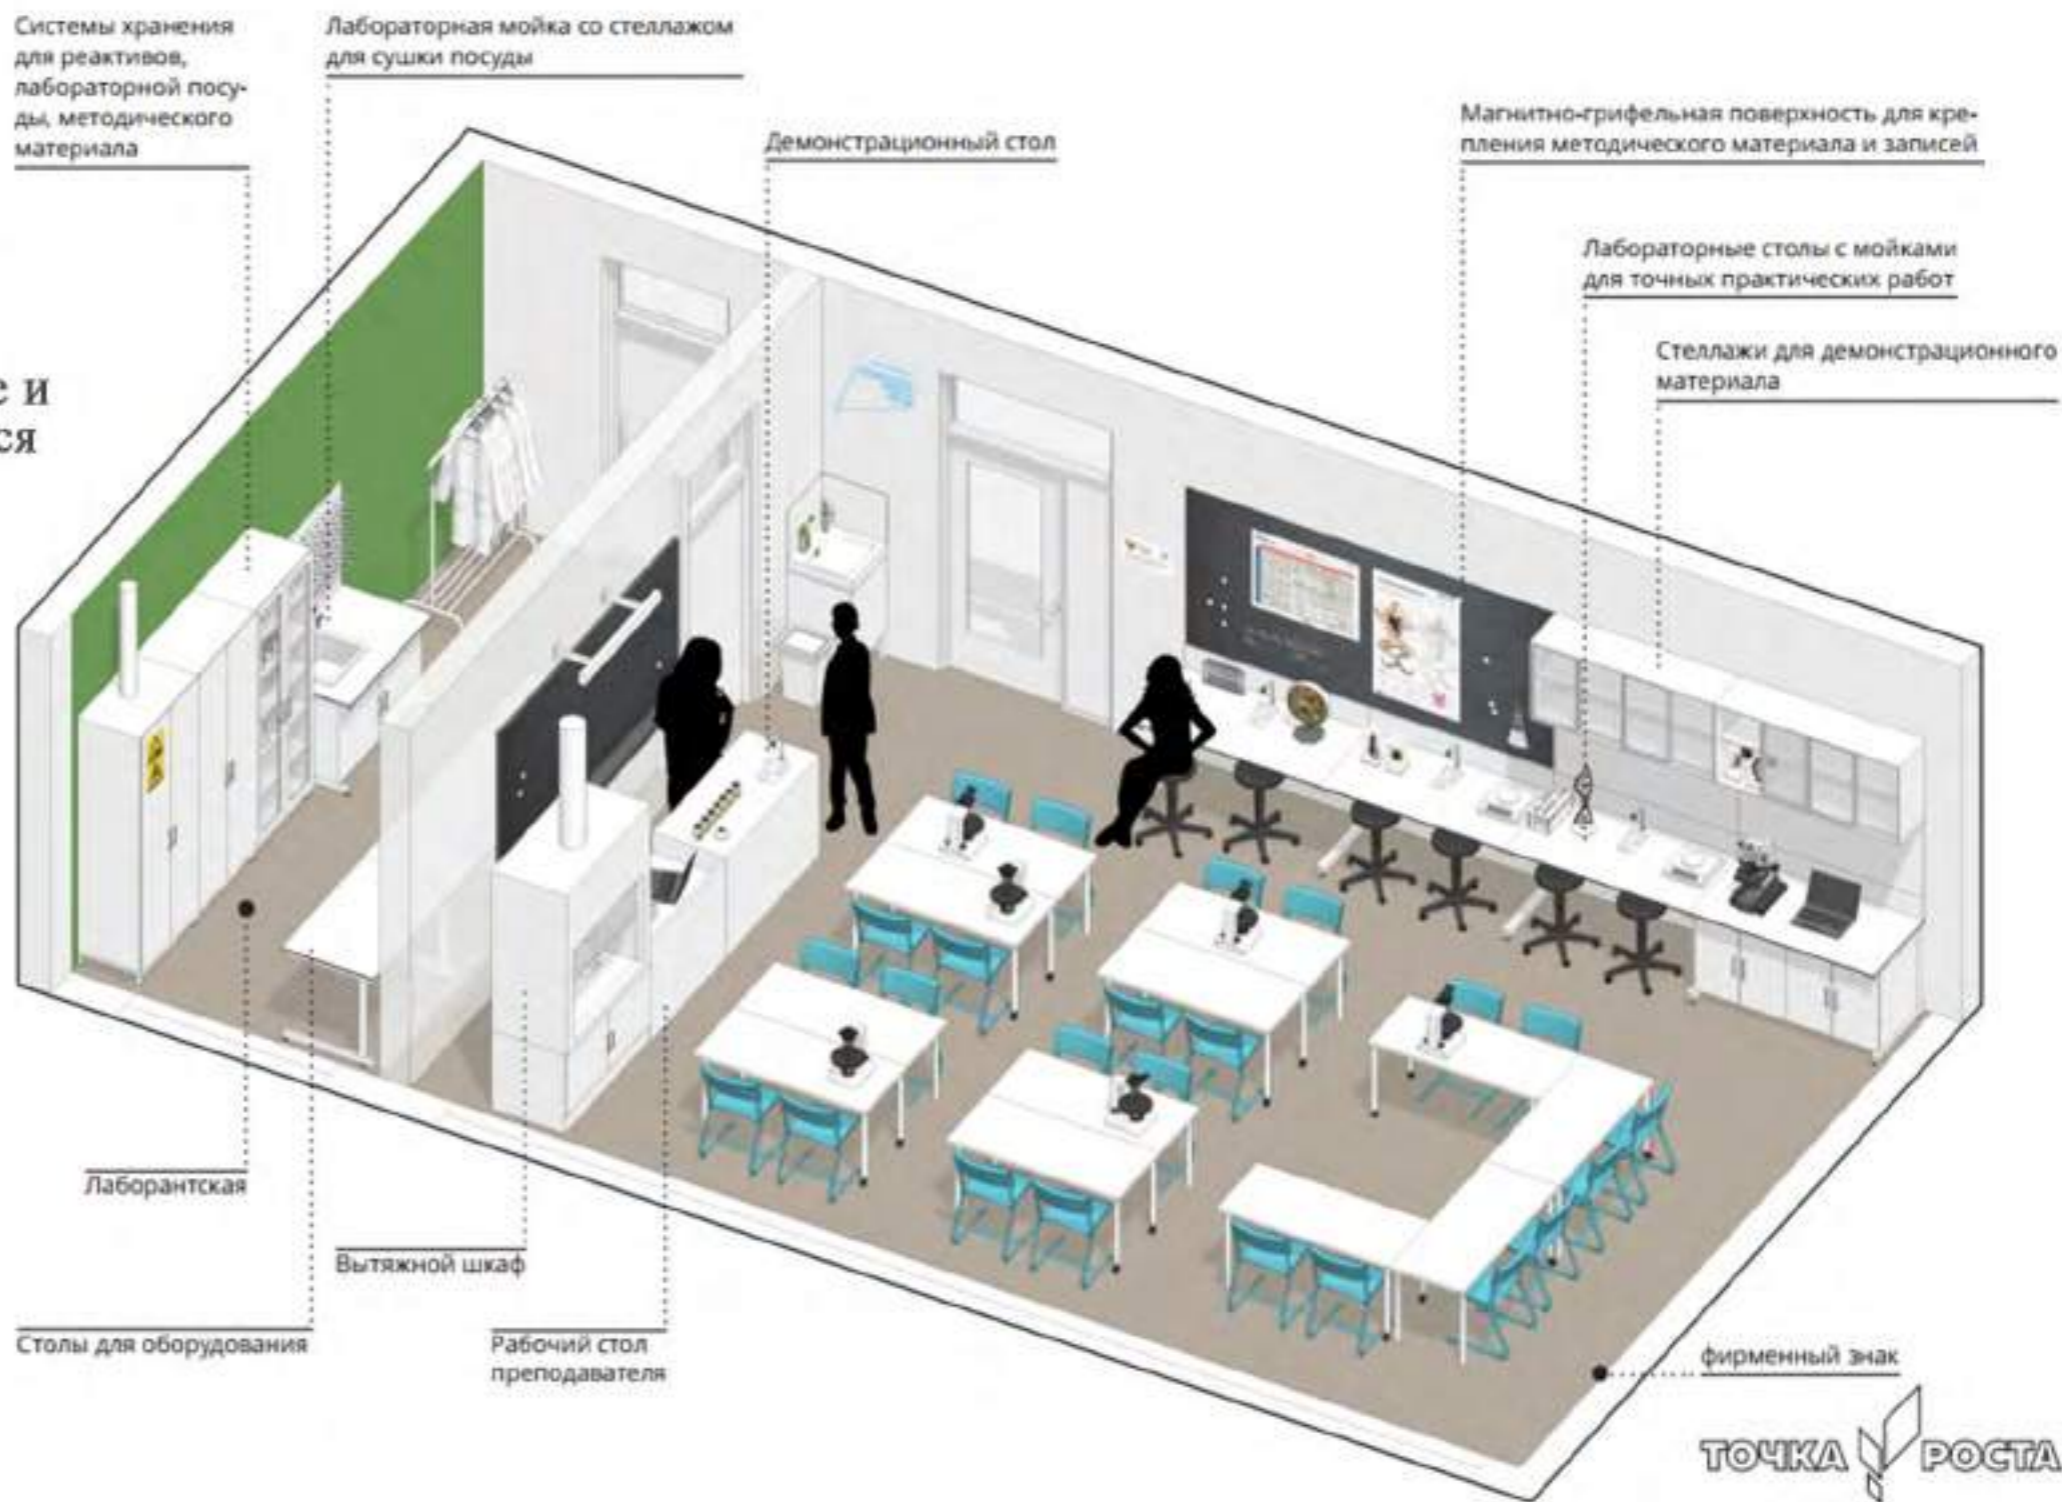 Системы хранения
для реактивов,
лабораторной посу-
ды, методического
материала
Лабораторная мойка со стеллажом
для сушки посуды
Демонстрационный стол
Магнитно-грифельная поверхность для кре-
пления методического материала и записей
Лабораторные столы с мойками
для точных практических работ
Стеллажи для демонстрационного
материала
е и
ся
Лаборантская
Вытяжной шкаф
Столы для оборудования
Рабочий стол
преподавателя
фирменный знак
ТОЧКА РОСТА